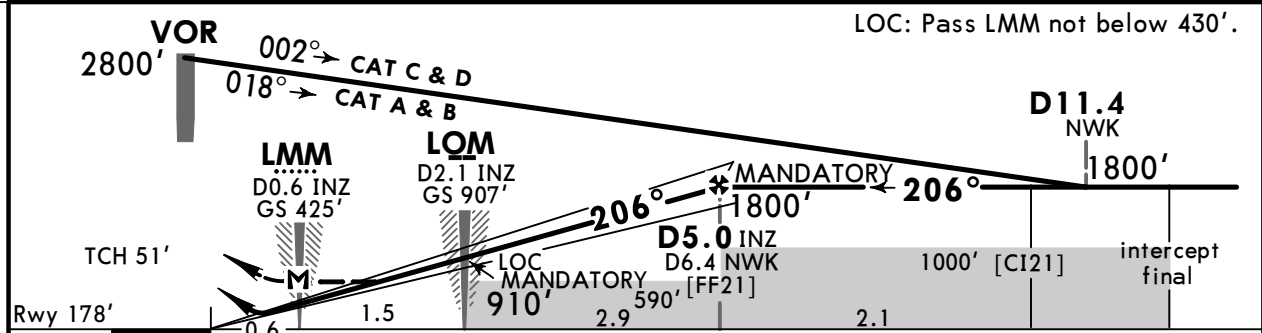 LOC: Pass LMM not below 430'.
VOR
2800'
002° → CAT C & D
018° → CAT A & B
D11.4
NWK
1800'
LMM
D0.6 INZ
GS 425'
LOM
D2.1 INZ
GS 907'
MANDATORY
1800'
← 206°
206°
D5.0 INZ
D6.4 NWK
[FF21]
TCH 51'
M
LOC
MANDATORY
910'
590'
1000' [CI21]
intercept
final
Rwy 178'
0.6
1.5
2.9
2.1